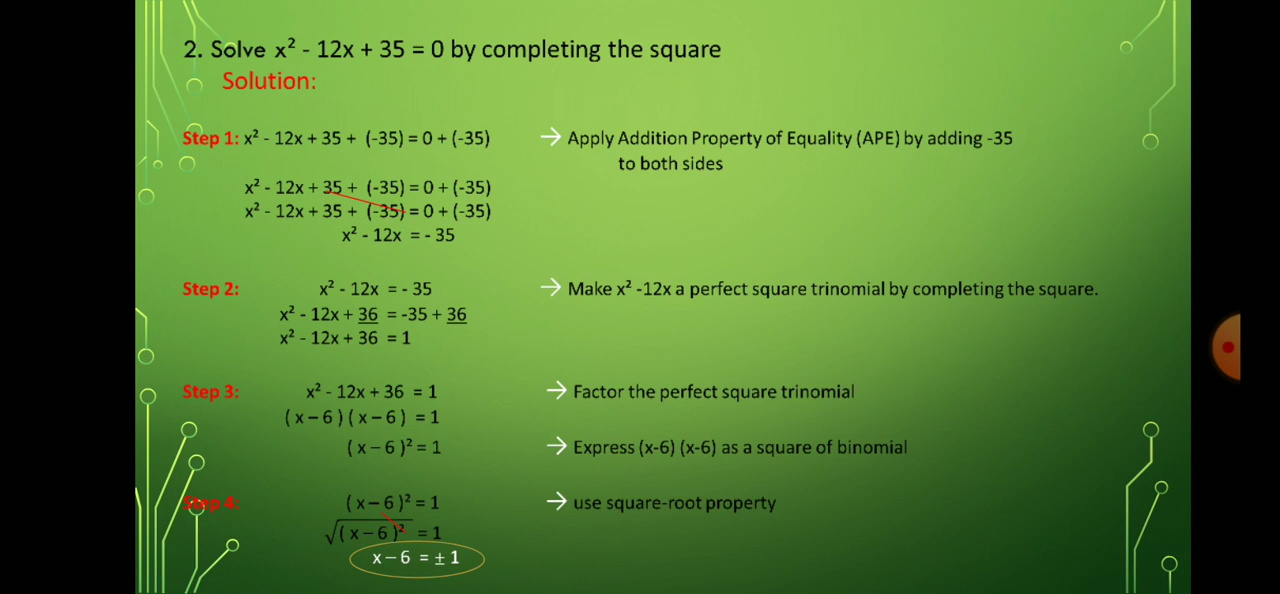 2. Solve x² - 12x + 35 = 0 by completing the square
Solution:
Step 1: x² - 12x + 35 + (-35) = 0 + (-35) → Apply Addition Property of Equality (APE) by adding -35
to both sides
x² - 12x + 35 + (-35) = 0 + (-35)
x² - 12x + 35 + (-35) = 0 + (-35)
x² - 12x = - 35
Step 2: x² - 12x = - 35 → Make x² -12x a perfect square trinomial by completing the square.
x² - 12x + 36 = -35 + 36
x² - 12x + 36 = 1
Step 3: x² - 12x + 36 = 1 → Factor the perfect square trinomial
( x – 6 ) ( x – 6 ) = 1
( x – 6 )² = 1 → Express (x-6) (x-6) as a square of binomial
Step 4: ( x – 6 )² = 1 → use square-root property
√( x – 6 )² = 1
x – 6 = ± 1